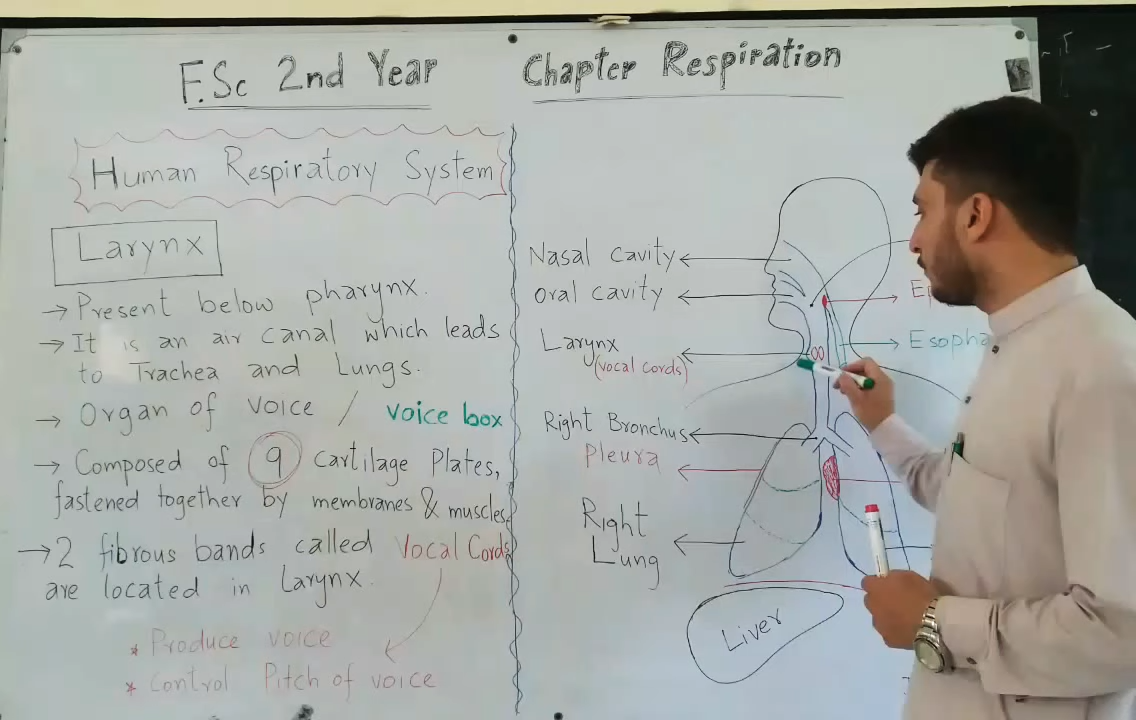 F.Sc 2nd Year Chapter Respiration
Human Respiratory System
Larynx
→ Present below pharynx.
→ It is an air canal which leads
to Trachea and Lungs.
→ Organ of voice / voice box
→ Composed of 9 cartilage Plates,
fastened together by membranes & muscles.
→ 2 fibrous bands called Vocal Cords
are located in Larynx.
* Produce voice
* Control Pitch of voice
Nasal cavity
Oral cavity
Larynx
(vocal cords)
Right Bronchus
Pleura
Right
Lung
Liver